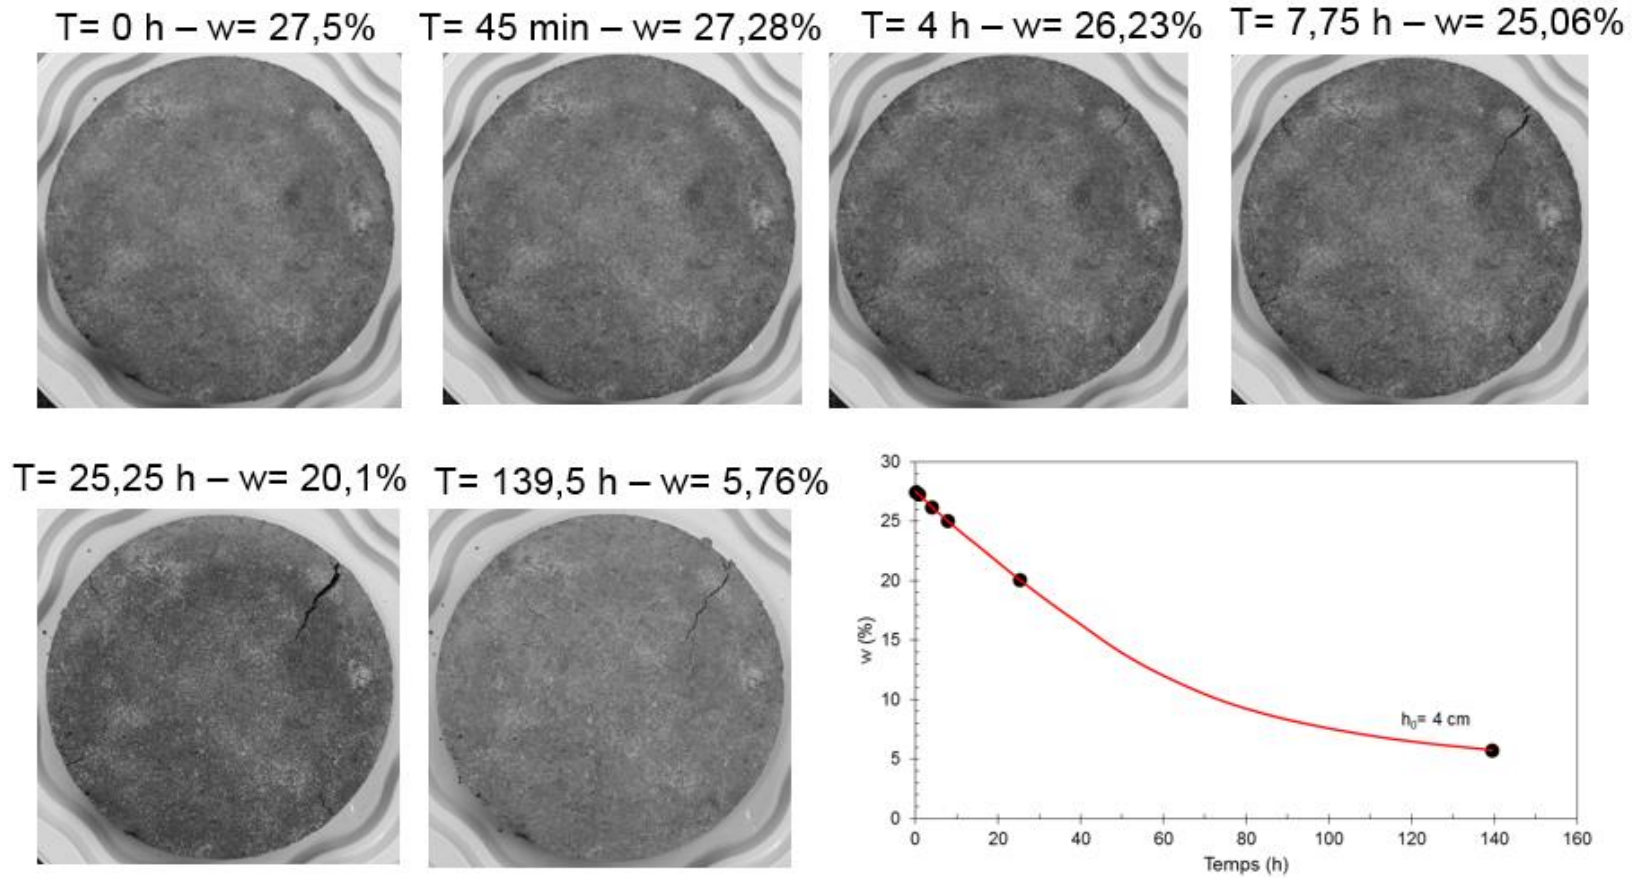 T= 0 h – w= 27,5%
T= 45 min – w= 27,28%
T= 4 h – w= 26,23%
T= 7,75 h – w= 25,06%
T= 25,25 h – w= 20,1%
T= 139,5 h – w= 5,76%
30
25
20
15
10
5
0
w (%)
h₀= 4 cm
0 20 40 60 80 100 120 140 160
Temps (h)